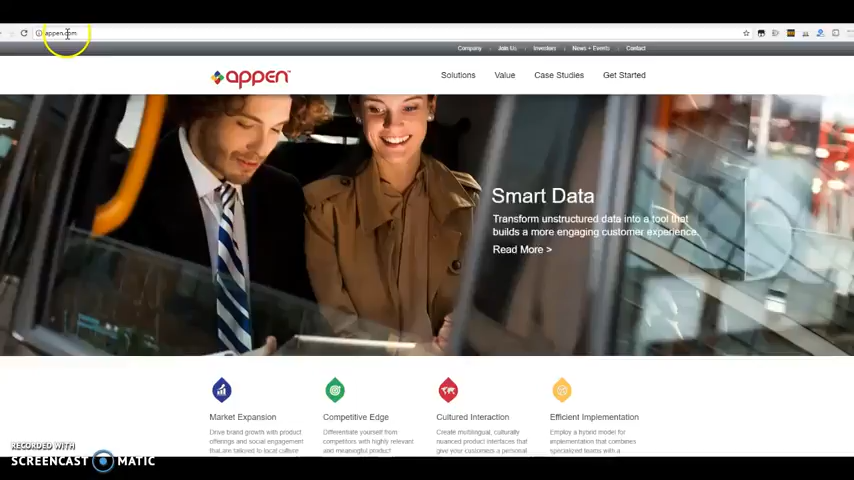 appen.com
Company Join Us Investors News + Events Contact
appen
Solutions Value Case Studies Get Started
Smart Data
Transform unstructured data into a tool that
builds a more engaging customer experience.
Read More >
Market Expansion Competitive Edge Cultured Interaction Efficient Implementation
Drive brand growth with product Differentiate yourself from Create multilingual, culturally Employ a hybrid model for
offerings and social engagement competitors with highly relevant nuanced product interfaces that implementation that combines
that are tailored to local culture and meaningful product give your customers a personal specialized teams with a
RECORDED WITH
SCREENCAST MATIC